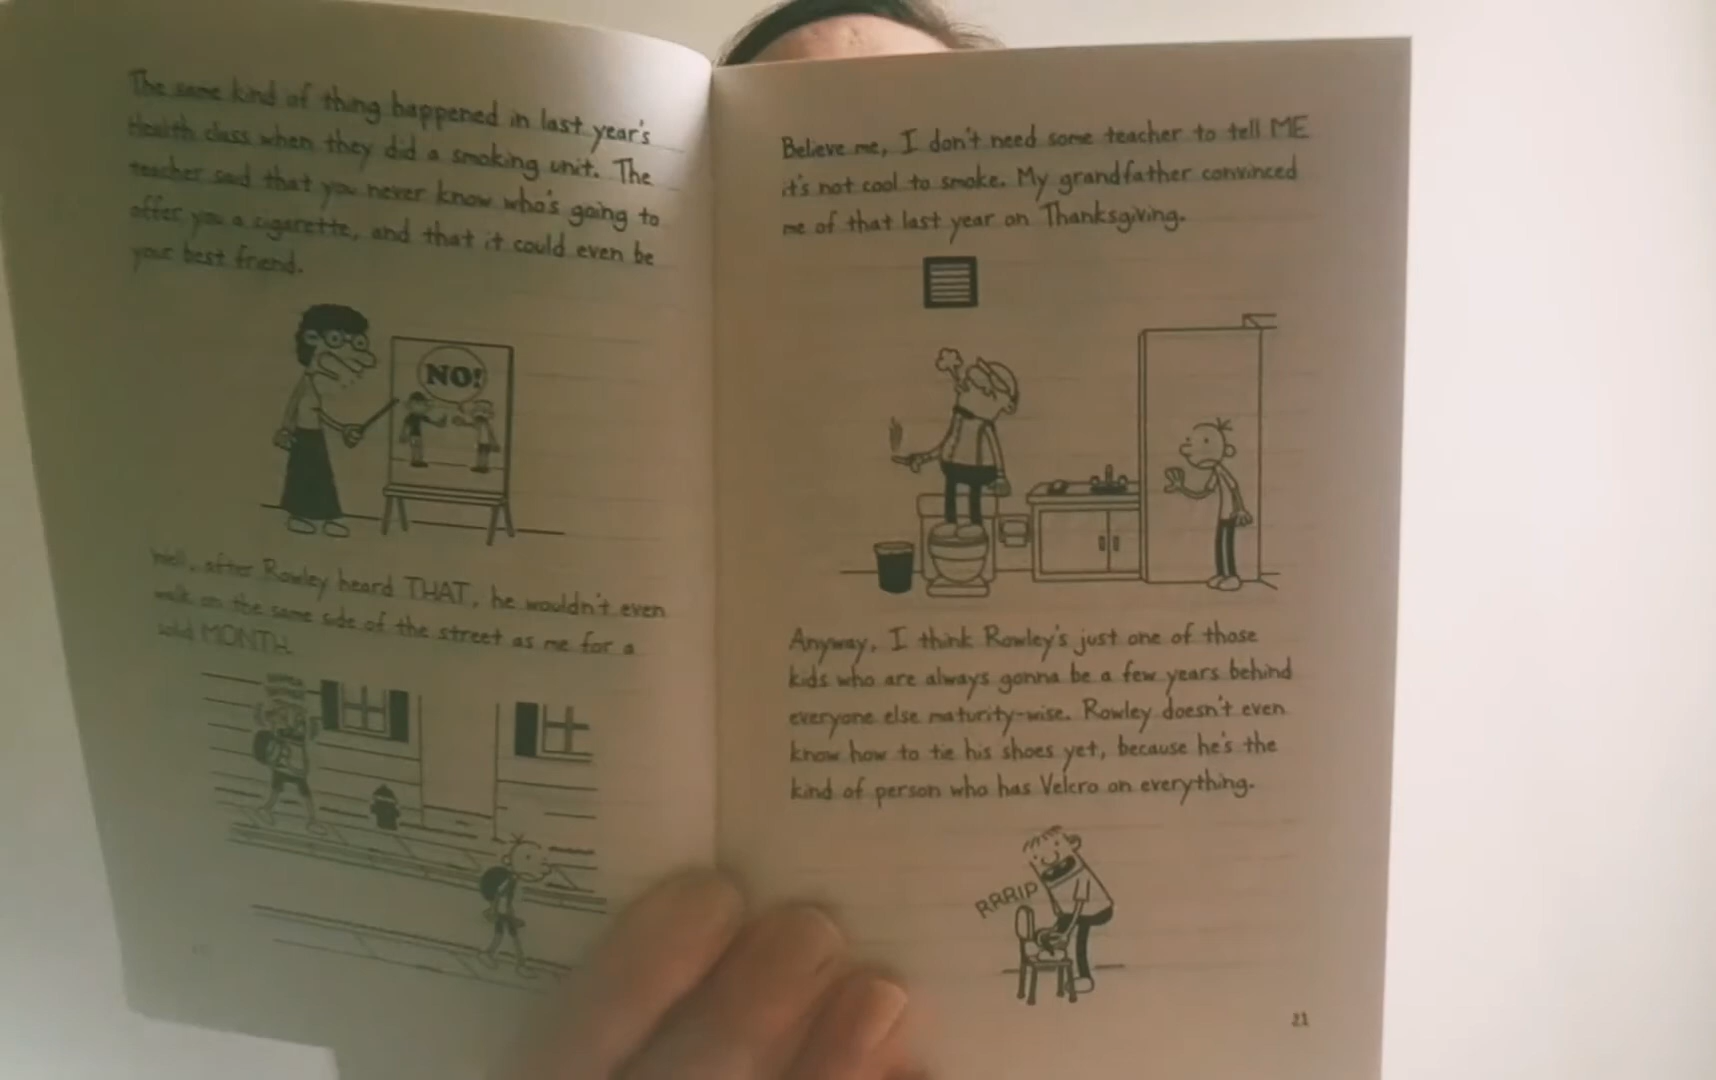 The same kind of thing happened in last year's
Health class when they did a smoking unit. The
teacher said that you never know who's going to
offer you a cigarette, and that it could even be
your best friend.
NO!
Well, after Rowley heard THAT, he wouldn't even
walk on the same side of the street as me for a
solid MONTH.
Believe me, I don't need some teacher to tell ME
it's not cool to smoke. My grandfather convinced
me of that last year on Thanksgiving.
Anyway, I think Rowley's just one of those
kids who are always gonna be a few years behind
everyone else maturity-wise. Rowley doesn't even
know how to tie his shoes yet, because he's the
kind of person who has Velcro on everything.
RRRIP
21